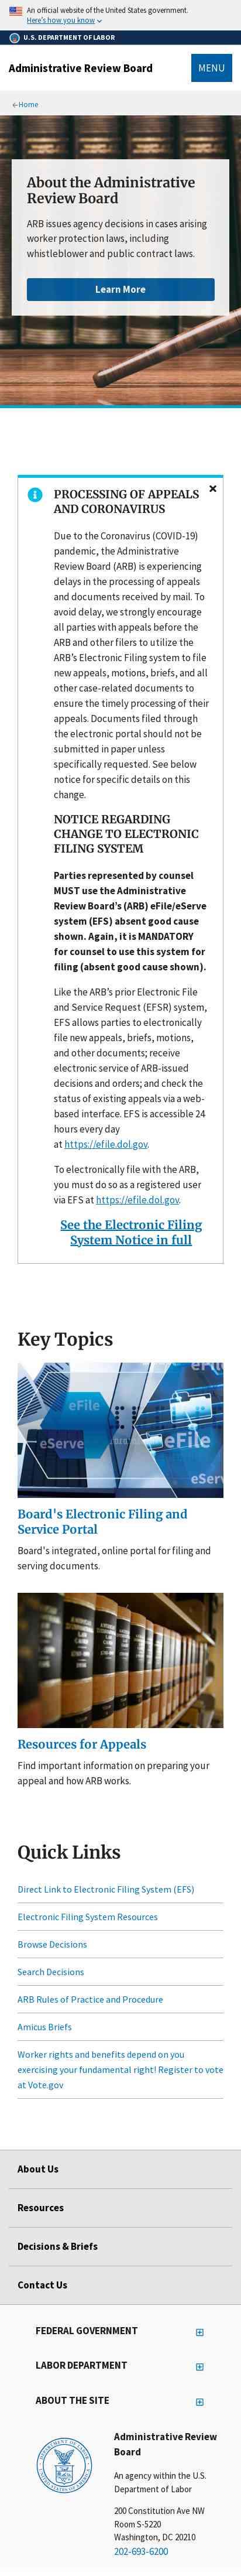 An official website of the United States government.
Here's how you know
U.S. DEPARTMENT OF LABOR
Administrative Review Board
MENU
Home
About the Administrative
Review Board
ARB issues agency decisions in cases arising
worker protection laws, including
whistleblower and public contract laws.
Learn More
PROCESSING OF APPEALS
AND CORONAVIRUS
Due to the Coronavirus (COVID-19)
pandemic, the Administrative
Review Board (ARB) is experiencing
delays in the processing of appeals
and documents received by mail. To
avoid delay, we strongly encourage
all parties with appeals before the
ARB and other filers to utilize the
ARB's Electronic Filing system to file
new appeals, motions, briefs, and all
other case-related documents to
ensure the timely processing of their
appeals. Documents filed through
the electronic portal should not be
submitted in paper unless
specifically requested. See below
notice for specific details on this
change.
NOTICE REGARDING
CHANGE TO ELECTRONIC
FILING SYSTEM
Parties represented by counsel
MUST use the Administrative
Review Board's (ARB) eFile/eServe
system (EFS) absent good cause
shown. Again, it is MANDATORY
for counsel to use this system for
filing (absent good cause shown).
Like the ARB's prior Electronic File
and Service Request (EFSR) system,
EFS allows parties to electronically
file new appeals, briefs, motions,
and other documents; receive
electronic service of ARB-issued
decisions and orders; and check the
status of existing appeals via a web-
based interface. EFS is accessible 24
hours every day
at https://efile.dol.gov.
To electronically file with the ARB,
you must do so as a registered user
via EFS at https://efile.dol.gov.
See the Electronic Filing
System Notice in full
Key Topics
eFile
eFile
eServe
eFile
eServ
Board's Electronic Filing and
Service Portal
Board's integrated, online portal for filing and
serving documents.
Resources for Appeals
Find important information on preparing your
appeal and how ARB works.
Quick Links
Direct Link to Electronic Filing System (EFS)
Electronic Filing System Resources
Browse Decisions
Search Decisions
ARB Rules of Practice and Procedure
Amicus Briefs
Worker rights and benefits depend on you
exercising your fundamental right! Register to vote
at Vote.gov
About Us
Resources
Decisions & Briefs
Contact Us
FEDERAL GOVERNMENT
LABOR DEPARTMENT
ABOUT THE SITE
Administrative Review
Board
An agency within the U.S.
Department of Labor
200 Constitution Ave NW
Room S-5220
Washington, DC 20210
202-693-6200